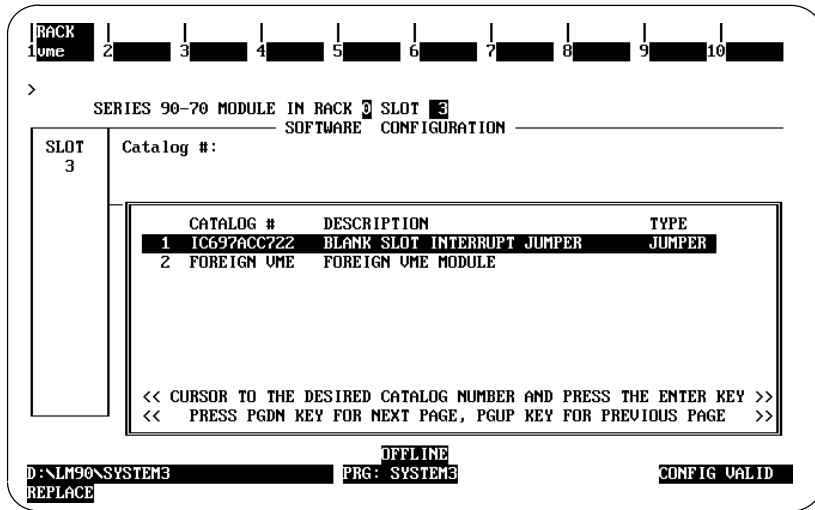 RACK
1vme 2 3 4 5 6 7 8 9 10
>
SERIES 90-70 MODULE IN RACK 0 SLOT 3
SOFTWARE CONFIGURATION
SLOT Catalog #:
3
CATALOG # DESCRIPTION TYPE
1 IC697ACC722 BLANK SLOT INTERRUPT JUMPER JUMPER
2 FOREIGN VME FOREIGN VME MODULE
<< CURSOR TO THE DESIRED CATALOG NUMBER AND PRESS THE ENTER KEY >>
<< PRESS PGDN KEY FOR NEXT PAGE, PGUP KEY FOR PREVIOUS PAGE >>
OFFLINE
D:\LM90\SYSTEM3 PRG: SYSTEM3 CONFIG VALID
REPLACE